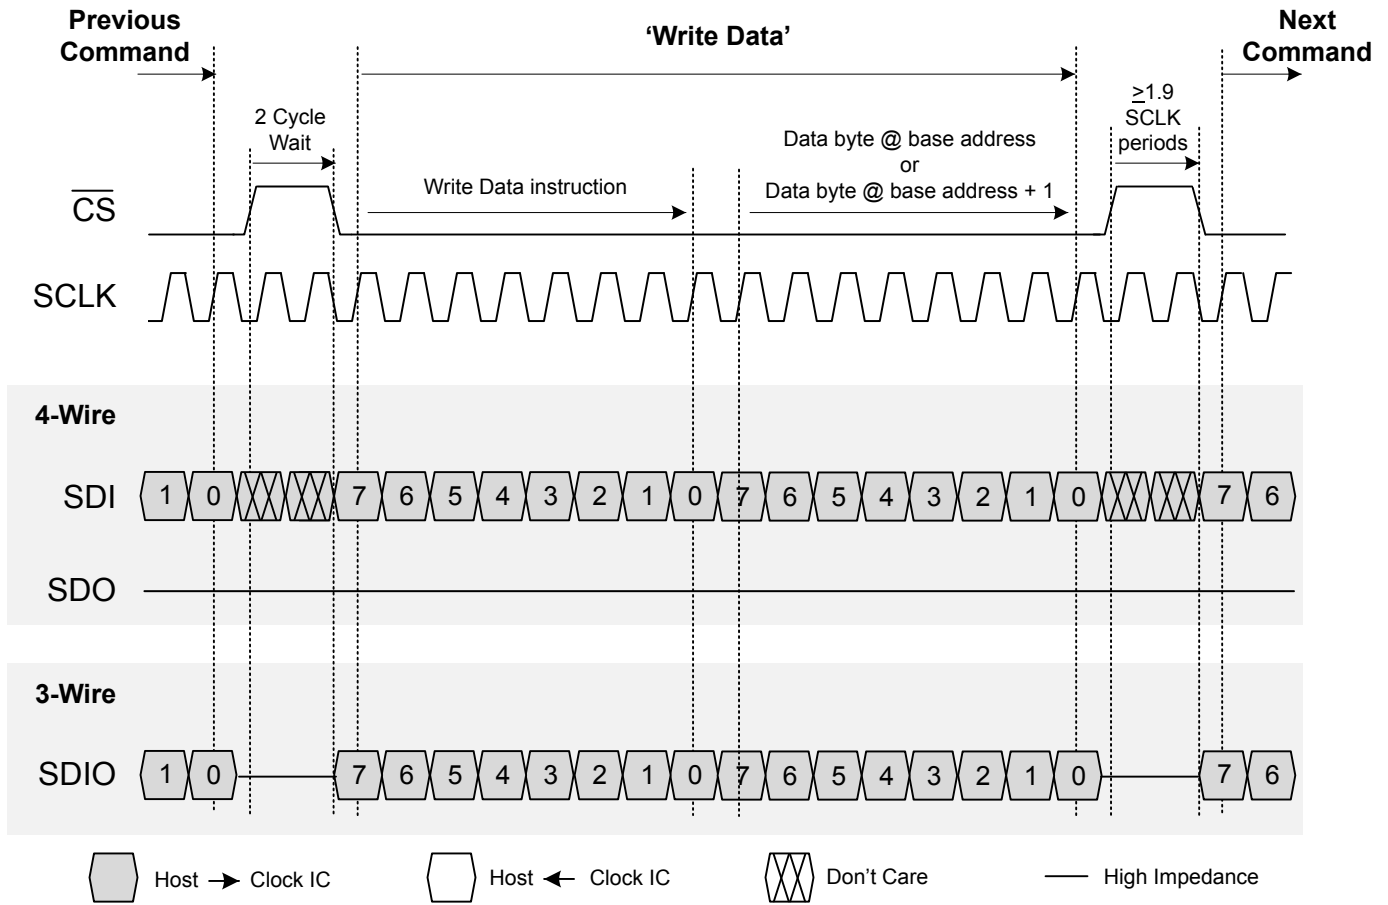 Previous
Command
'Write Data'
Next
Command
2 Cycle
Wait
≥1.9
SCLK
periods
Write Data instruction
Data byte @ base address
or
Data byte @ base address + 1
CS
SCLK
4-Wire
SDI 1 0 7 6 5 4 3 2 1 0 7 6 5 4 3 2 1 0 7 6
SDO
3-Wire
SDIO 1 0 7 6 5 4 3 2 1 0 7 6 5 4 3 2 1 0 7 6
Host → Clock IC Host ← Clock IC Don't Care High Impedance